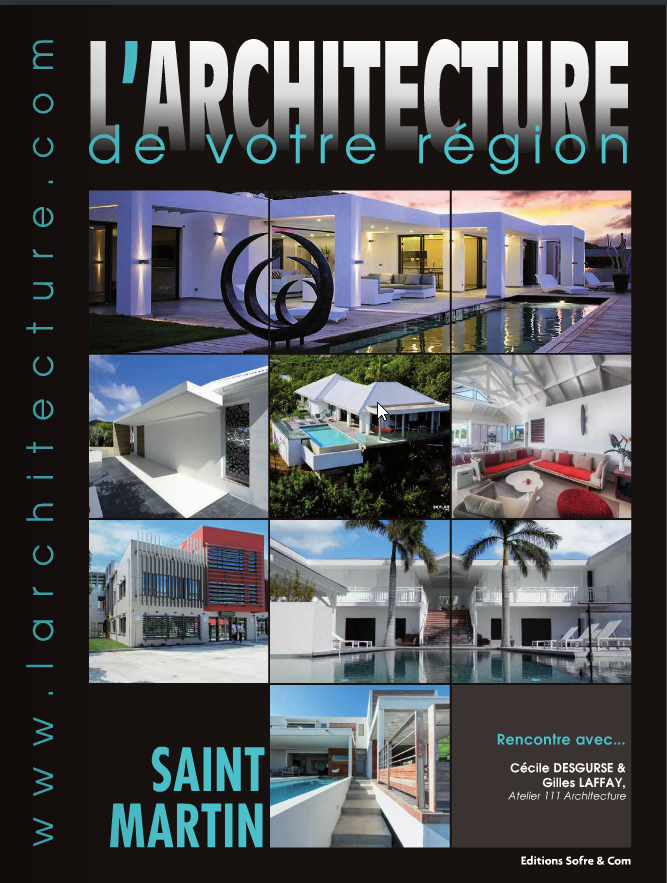 L'ARCHITECTURE
de votre région
www.larchitecture.com
SAINT
MARTIN
Rencontre avec...
Cécile DESGURSE &
Gilles LAFFAY,
Atelier 111 Architecture
Editions Sofre & Com